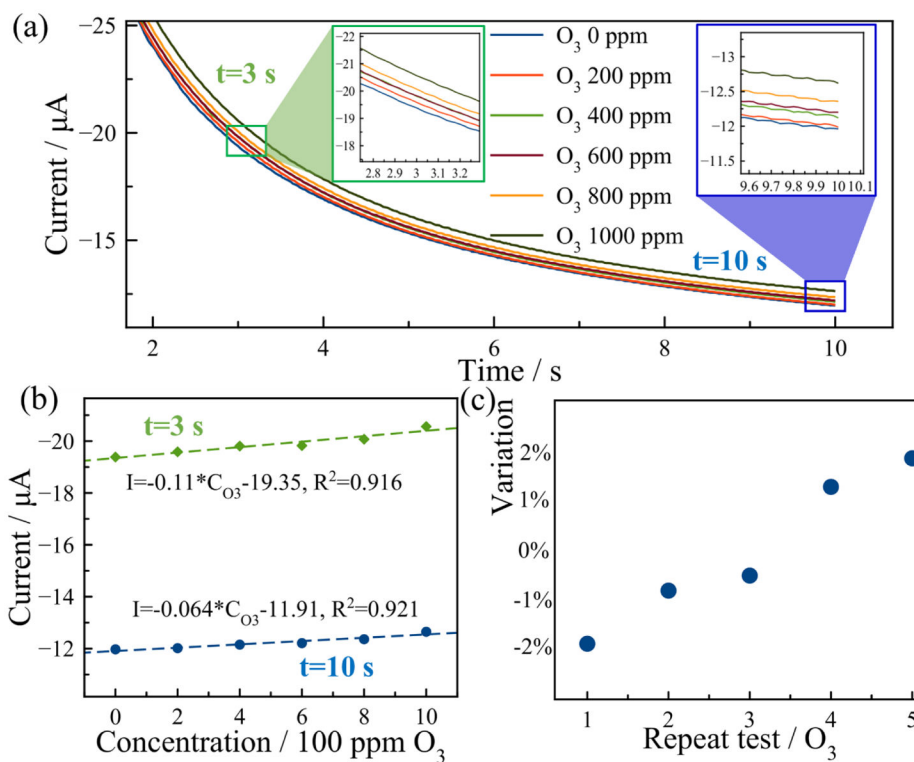 (a)
Current / μA
−25
−20
−15
2
4
6
8
10
Time / s
t=3 s
−22
−21
−20
−19
−18
2.8
2.9
3
3.1
3.2
O3 0 ppm
O3 200 ppm
O3 400 ppm
O3 600 ppm
O3 800 ppm
O3 1000 ppm
t=10 s
−13
−12.5
−12
−11.5
9.6
9.7
9.8
9.9
10
10.1
(b)
Current / μA
−20
−18
−16
−14
−12
t=3 s
I=-0.11*CO3-19.35, R2=0.916
I=-0.064*CO3-11.91, R2=0.921
t=10 s
0
2
4
6
8
10
Concentration / 100 ppm O3
(c)
Variation
2%
1%
0%
-1%
-2%
1
2
3
4
5
Repeat test / O3